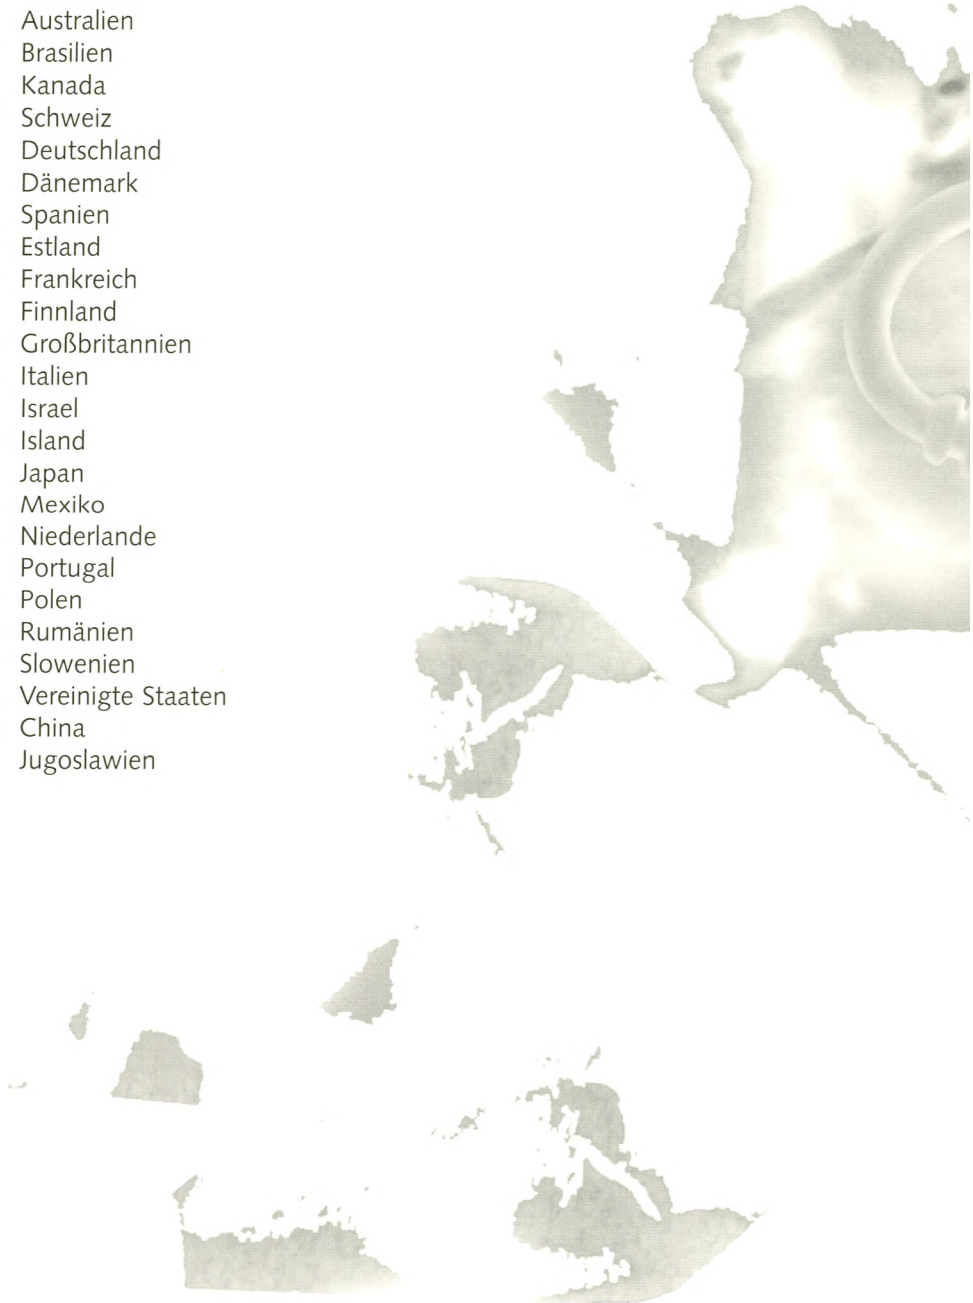 Australien
Brasilien
Kanada
Schweiz
Deutschland
Dänemark
Spanien
Estland
Frankreich
Finnland
Großbritannien
Italien
Israel
Island
Japan
Mexiko
Niederlande
Portugal
Polen
Rumänien
Slowenien
Vereinigte Staaten
China
Jugoslawien